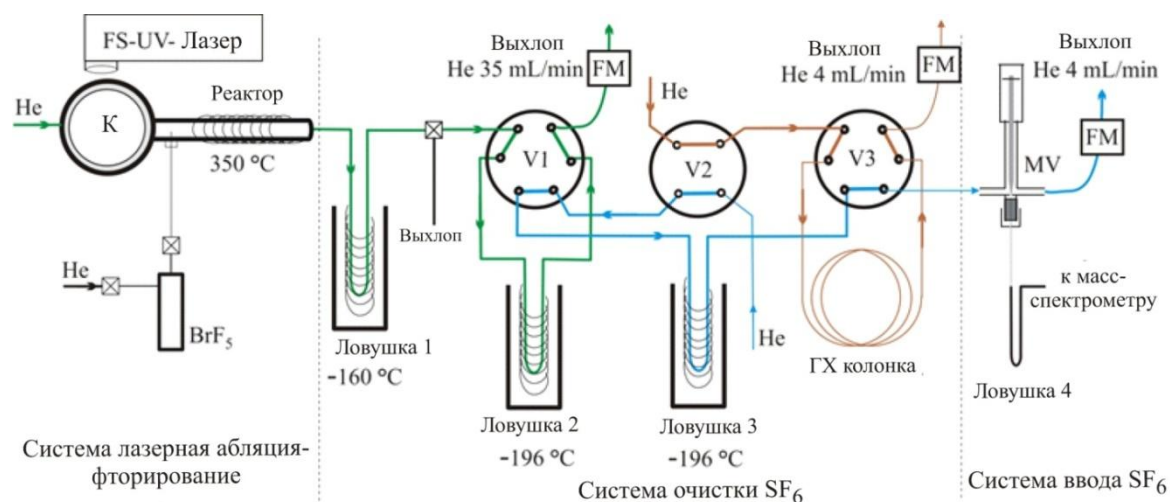 FS-UV- Лазер
He
К
Реактор
350 °C
He
BrF5
Система лазерная абляция-
фторирование
Ловушка 1
-160 °C
Выхлоп
Выхлоп
He 35 mL/min
FM
V1
Ловушка 2
-196 °C
He
V2
Ловушка 3
-196 °C
He
Выхлоп
He 4 mL/min
FM
V3
ГХ колонка
Система очистки SF6
Выхлоп
He 4 mL/min
FM
MV
к масс-
спектрометру
Ловушка 4
Система ввода SF6